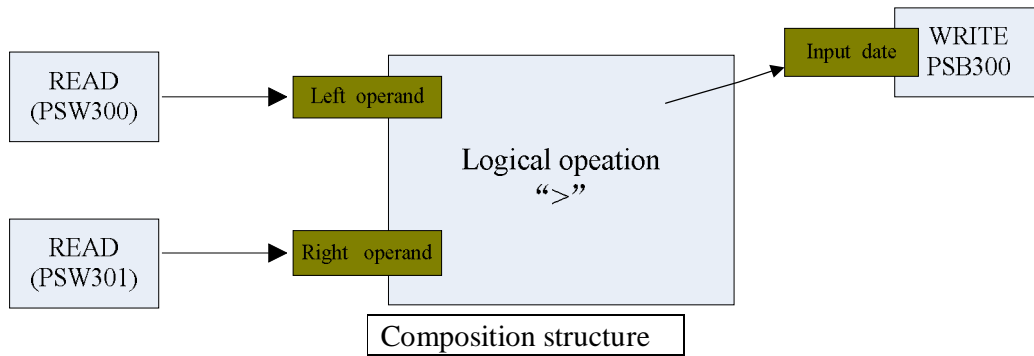 READ
(PSW300)
Left operand
Input date
WRITE
PSB300
Logical opeation
“>”
READ
(PSW301)
Right operand
Composition structure